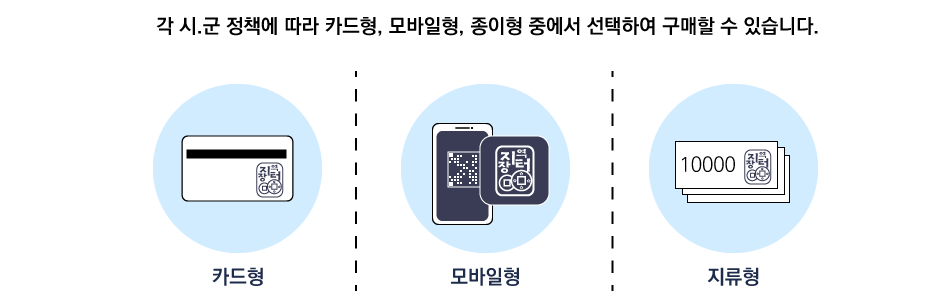 각 시.군 정책에 따라 카드형, 모바일형, 종이형 중에서 선택하여 구매할 수 있습니다.
지역장터
지역장터
10000 지역장터
카드형 모바일형 지류형